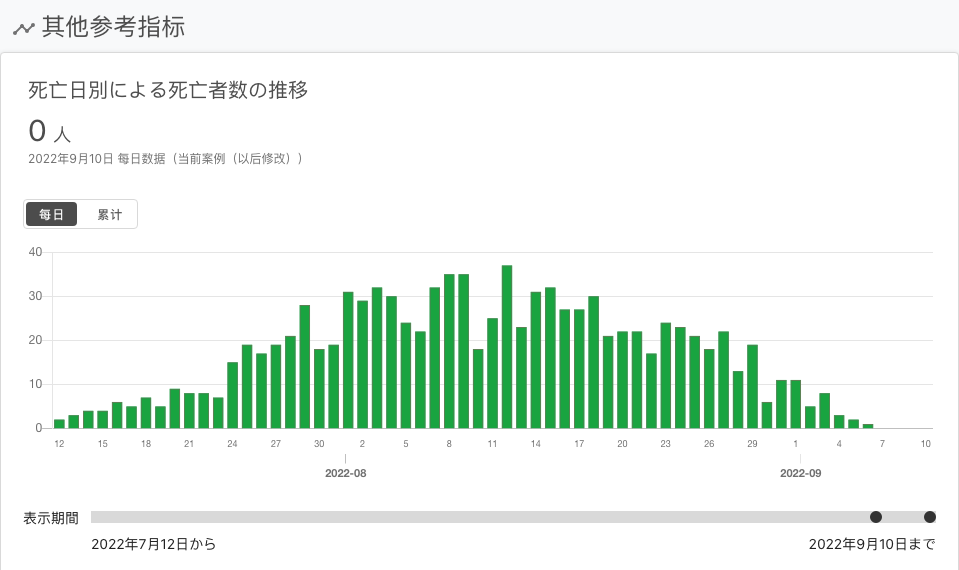 其他参考指标
死亡日別による死亡者数の推移
0 人
2022年9月10日 每日数据（当前案例（以后修改））
每日 累计
40
30
20
10
0
12 15 18 21 24 27 30 2 5 8 11 14 17 20 23 26 29 1 4 7 10
2022-08 2022-09
表示期間
2022年7月12日から 2022年9月10日まで